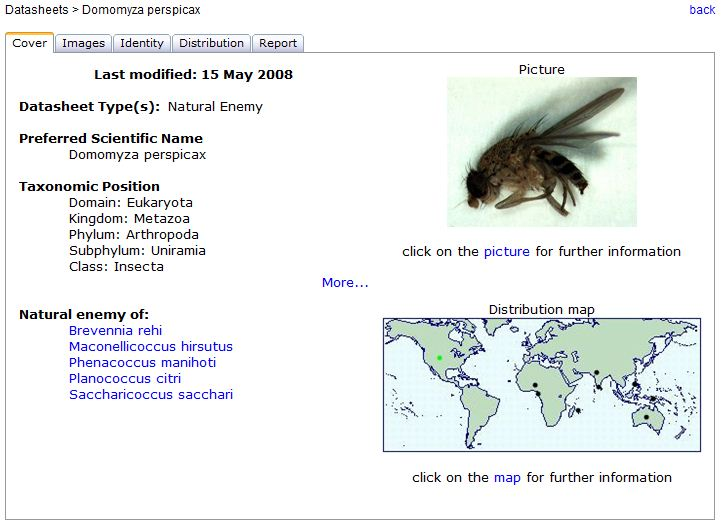 Datasheets > Domomyza perspicax
back
Cover
Images
Identity
Distribution
Report
Last modified: 15 May 2008
Datasheet Type(s): Natural Enemy
Preferred Scientific Name
Domomyza perspicax
Taxonomic Position
Domain: Eukaryota
Kingdom: Metazoa
Phylum: Arthropoda
Subphylum: Uniramia
Class: Insecta
More...
Natural enemy of:
Brevennia rehi
Maconellicoccus hirsutus
Phenacoccus manihoti
Planococcus citri
Saccharicoccus sacchari
Picture
click on the picture for further information
Distribution map
click on the map for further information